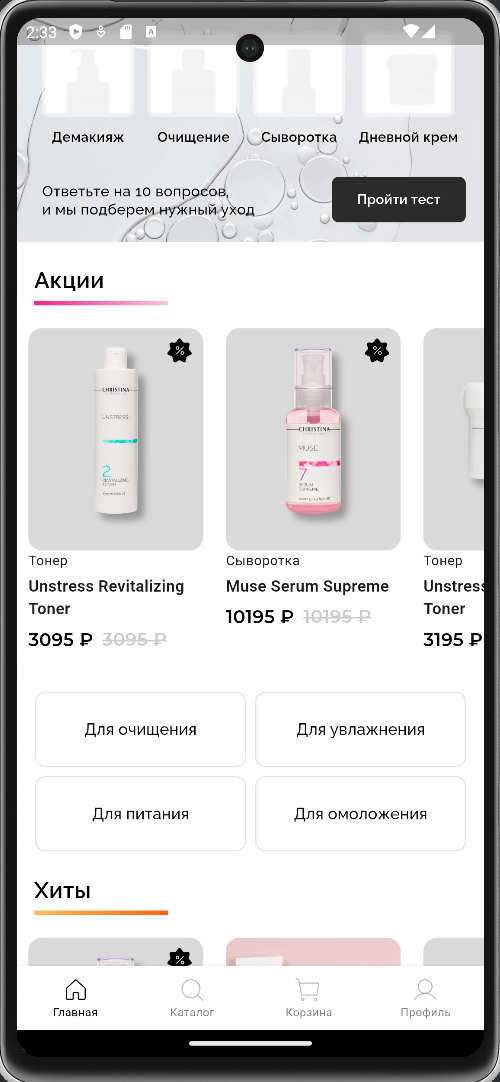 2:33
A
Демакияж
Очищение
Сыворотка
Дневной крем
Ответьте на 10 вопросов,
и мы подберем нужный уход
Пройти тест
Акции
%
CHRISTINA
UNSTRESS
2
REVITALIZING
TONER
%
CHRISTINA
MUSE
7
SERUM
SUPREME
Тонер
Unstress Revitalizing
Toner
3095 ₽ 3095 ₽
Сыворотка
Muse Serum Supreme
10195 ₽ 10195 ₽
Тонер
Unstress
Toner
3195 ₽
Для очищения
Для увлажнения
Для питания
Для омоложения
Хиты
%
Главная
Каталог
Корзина
Профиль